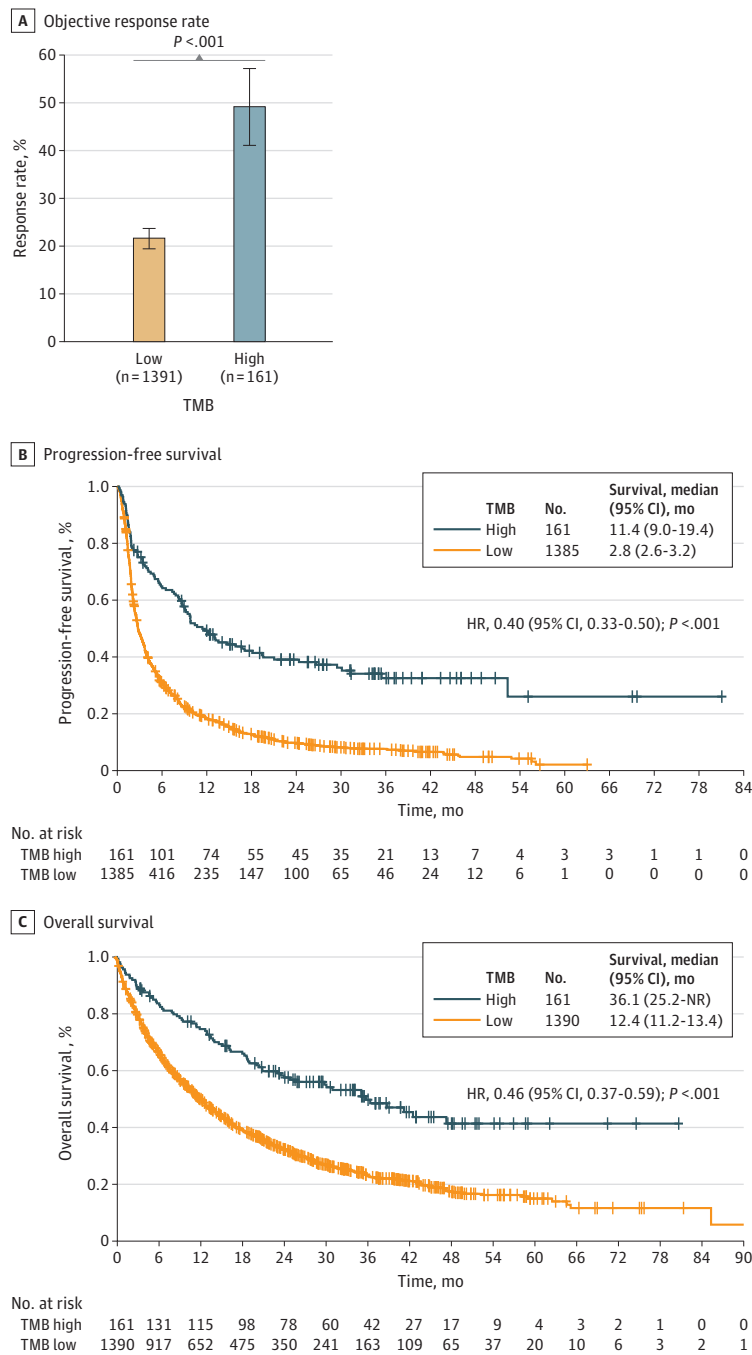 A Objective response rate
P <.001
60
50
40
30
20
10
0
Response rate, %
Low
(n=1391)
High
(n=161)
TMB
B Progression-free survival
1.0
0.8
0.6
0.4
0.2
0
Progression-free survival, %
Survival, median
TMB No. (95% CI), mo
High 161 11.4 (9.0-19.4)
Low 1385 2.8 (2.6-3.2)
HR, 0.40 (95% CI, 0.33-0.50); P <.001
0 6 12 18 24 30 36 42 48 54 60 66 72 78 84
Time, mo
No. at risk
TMB high 161 101 74 55 45 35 21 13 7 4 3 3 1 1 0
TMB low 1385 416 235 147 100 65 46 24 12 6 1 0 0 0 0
C Overall survival
1.0
0.8
0.6
0.4
0.2
0
Overall survival, %
Survival, median
TMB No. (95% CI), mo
High 161 36.1 (25.2-NR)
Low 1390 12.4 (11.2-13.4)
HR, 0.46 (95% CI, 0.37-0.59); P <.001
0 6 12 18 24 30 36 42 48 54 60 66 72 78 84 90
Time, mo
No. at risk
TMB high 161 131 115 98 78 60 42 27 17 9 4 3 2 1 0 0
TMB low 1390 917 652 475 350 241 163 109 65 37 20 10 6 3 2 1